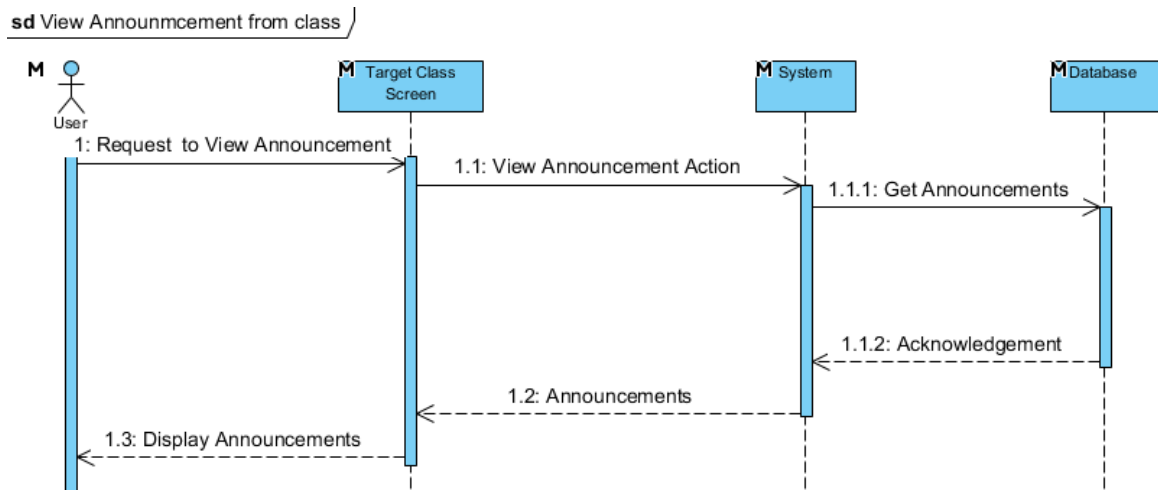 sd View Announmcement from class
M
User
M Target Class
Screen
M System
M Database
1: Request to View Announcement
1.1: View Announcement Action
1.1.1: Get Announcements
1.1.2: Acknowledgement
1.2: Announcements
1.3: Display Announcements